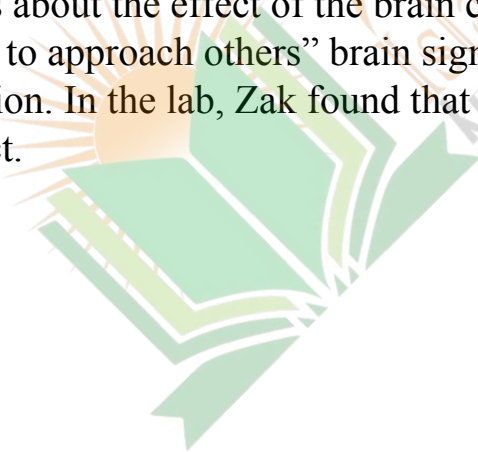 s about the effect of the brain c
to approach others” brain sign
ion. In the lab, Zak found that
t.